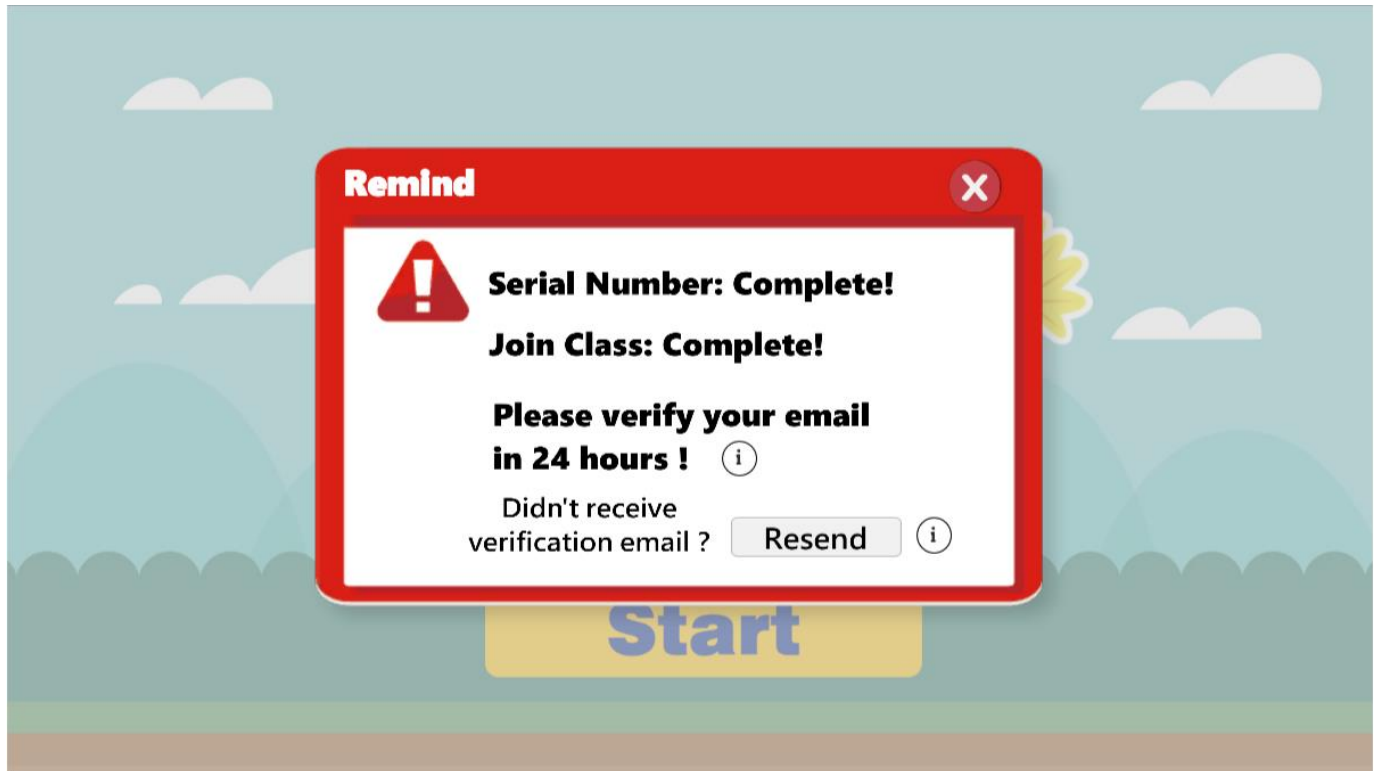 Remind
Serial Number: Complete!
Join Class: Complete!
Please verify your email
in 24 hours !
Didn't receive
verification email ?
Resend
Start